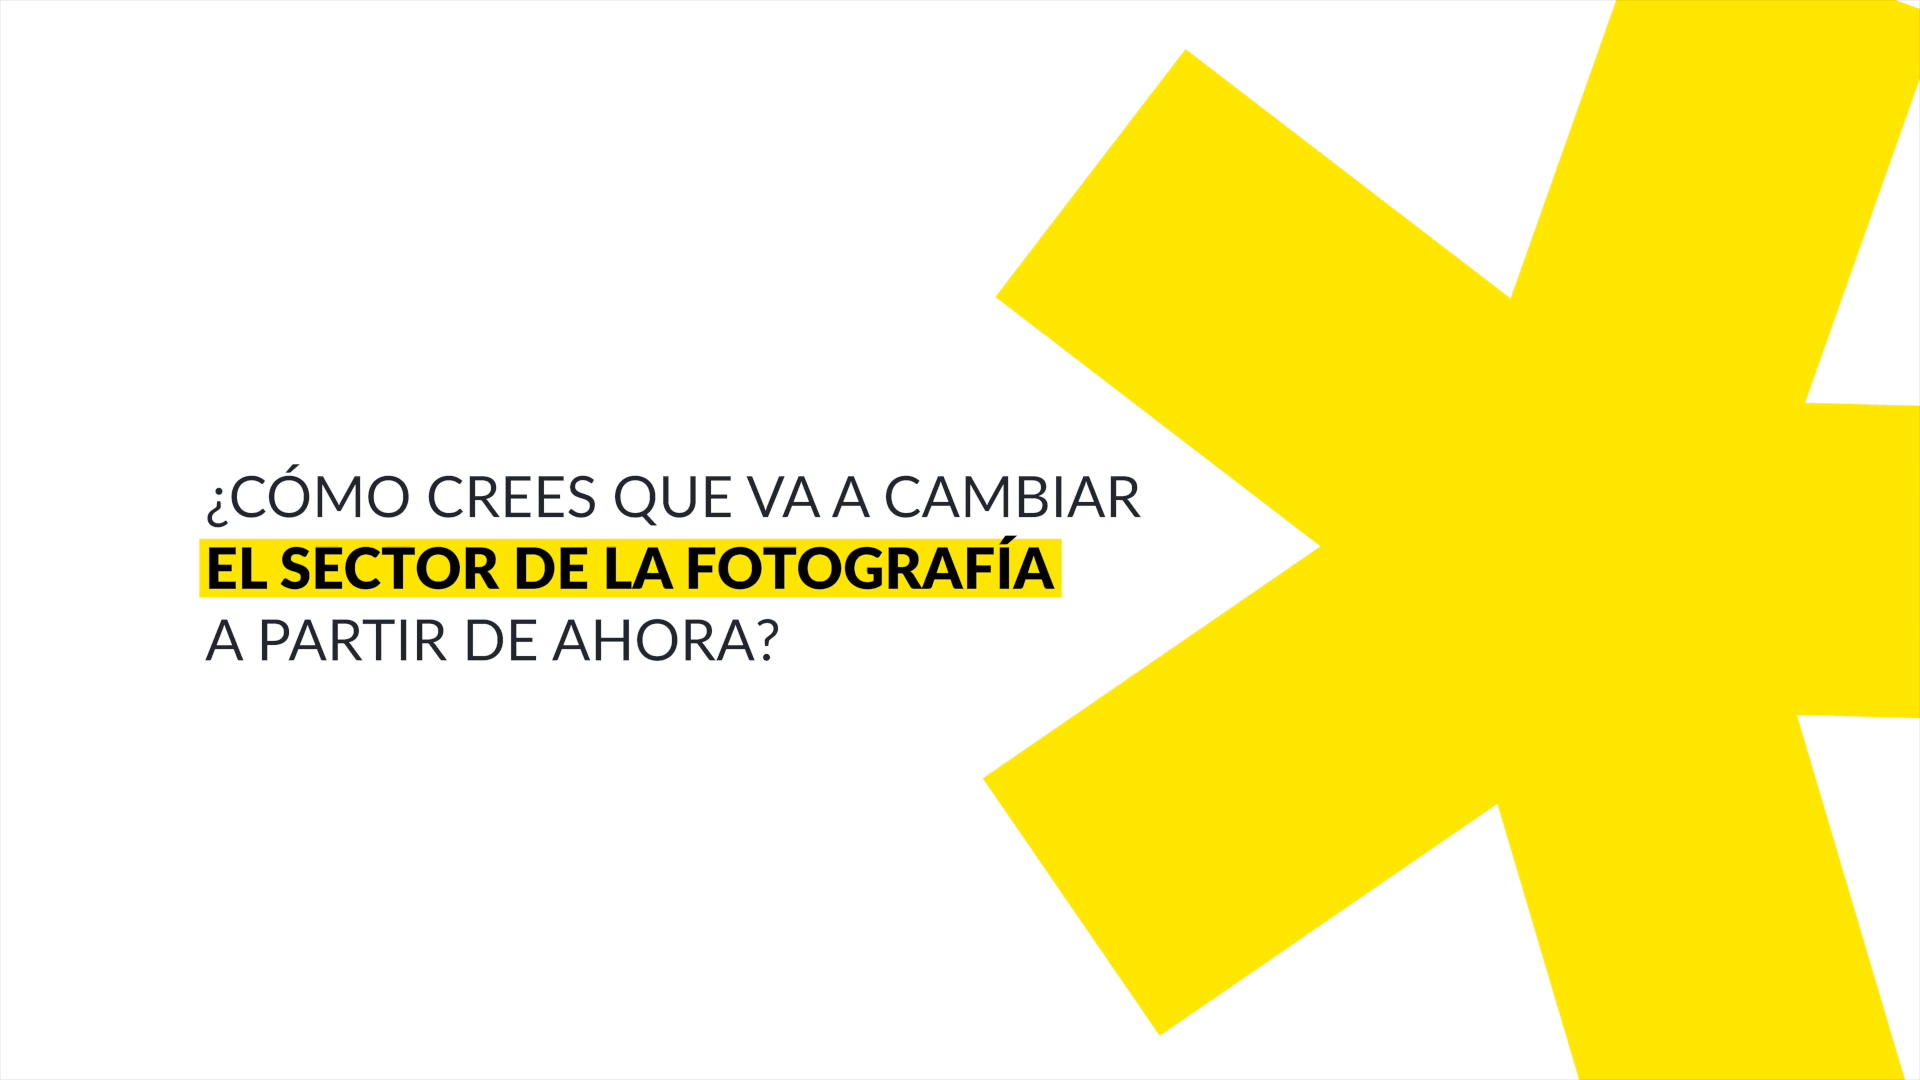 ¿CÓMO CREES QUE VA A CAMBIAR
EL SECTOR DE LA FOTOGRAFÍA
A PARTIR DE AHORA?